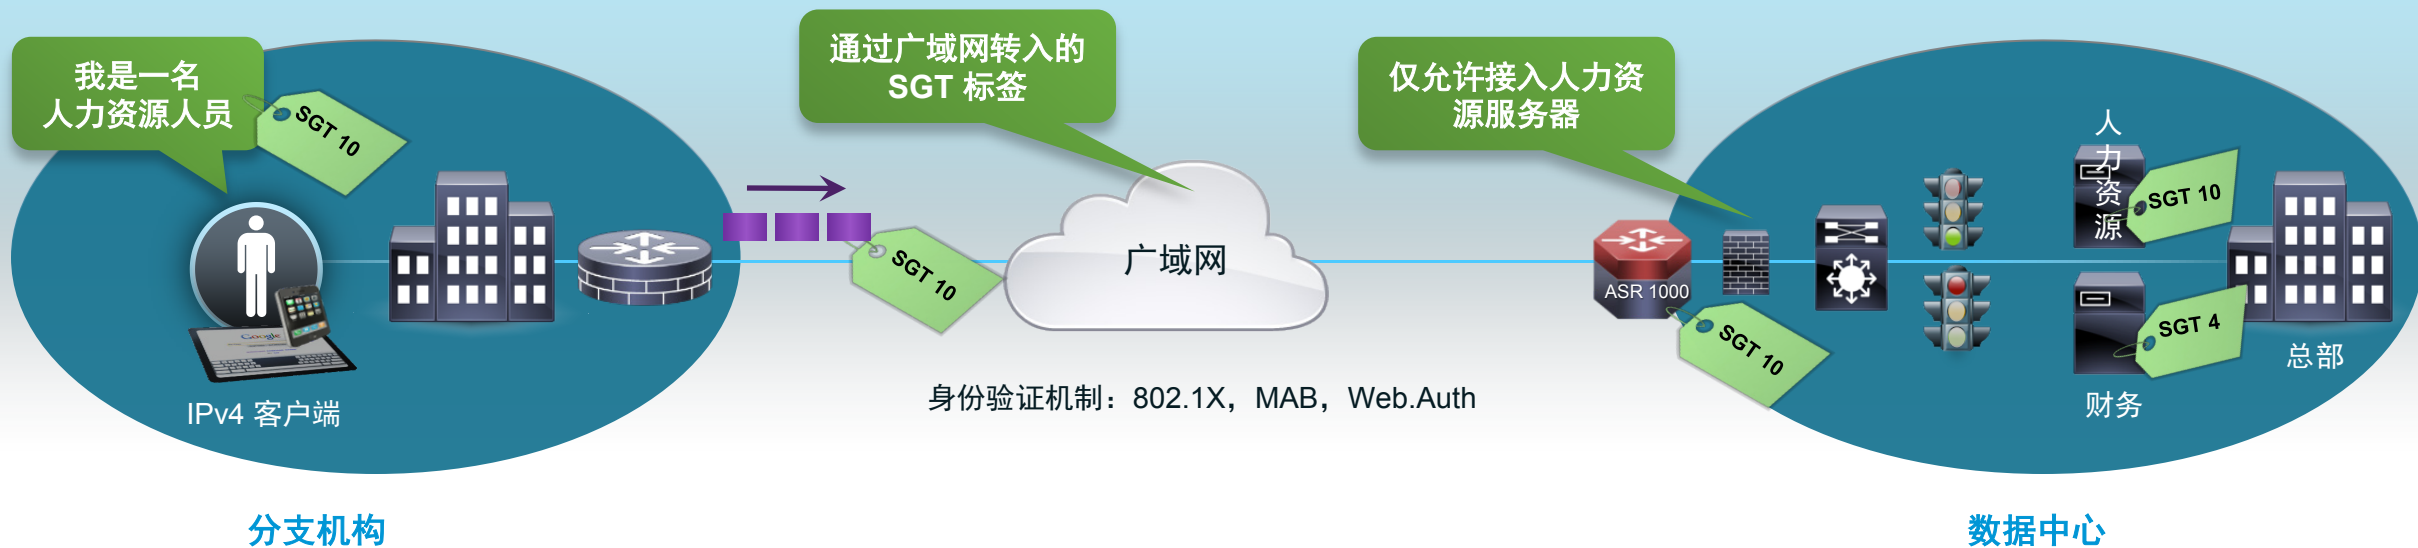 我是一名
人力资源人员
SGT 10
IPv4 客户端
分支机构
通过广域网转入的
SGT 标签
SGT 10
广域网
身份验证机制：802.1X，MAB，Web.Auth
仅允许接入人力资
源服务器
ASR 1000
SGT 10
人
力
资
源
SGT 10
SGT 4
财务
总部
数据中心
Google